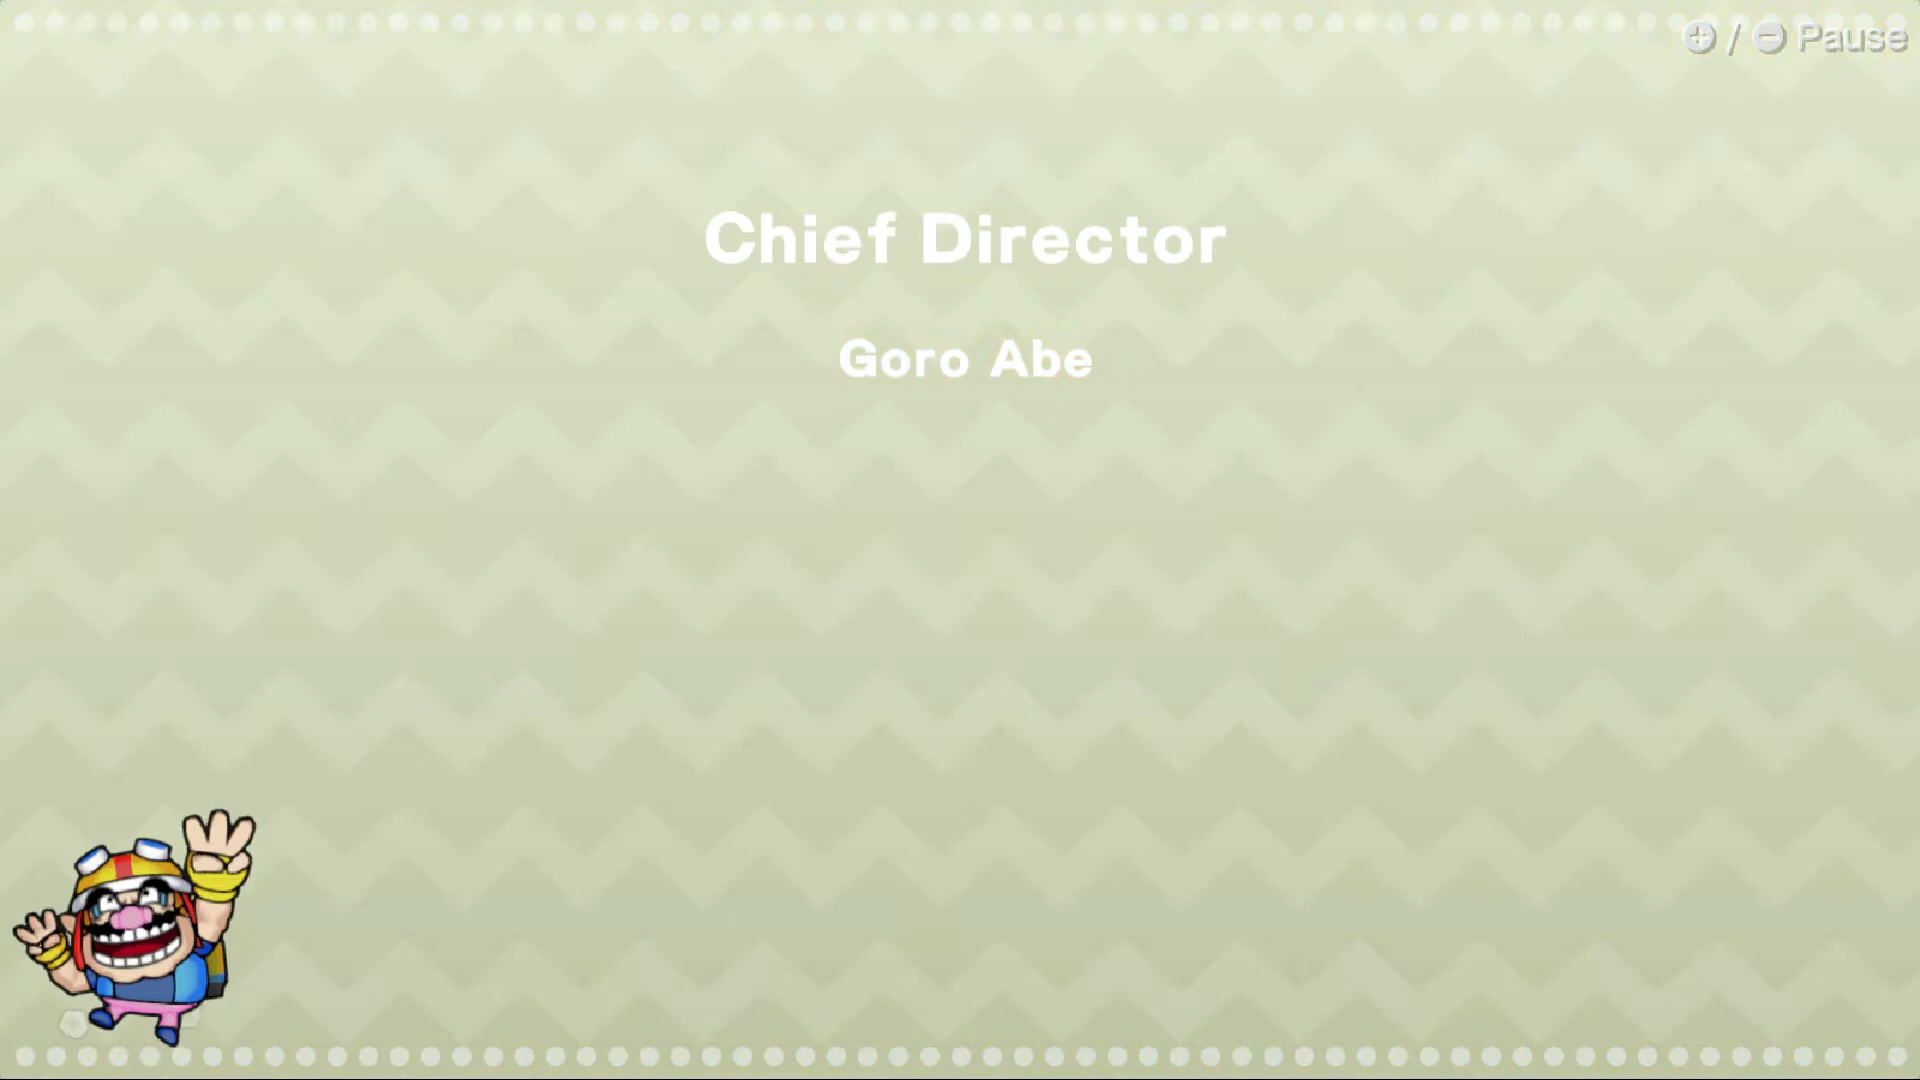 + / - Pause
Chief Director
Goro Abe